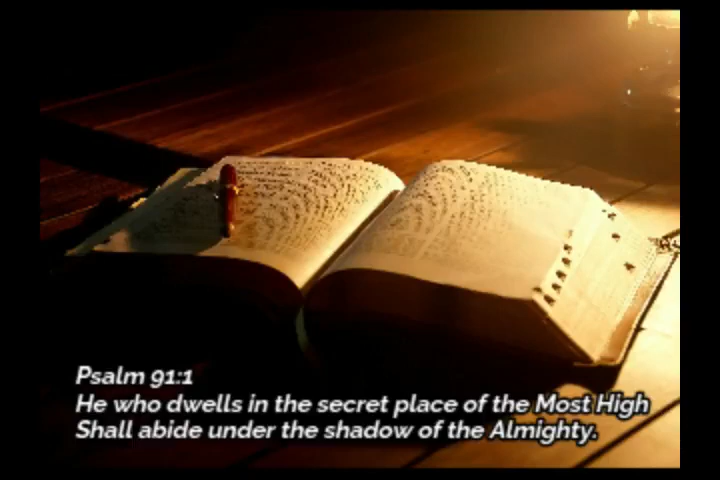 Psalm 91:1
He who dwells in the secret place of the Most High
Shall abide under the shadow of the Almighty.